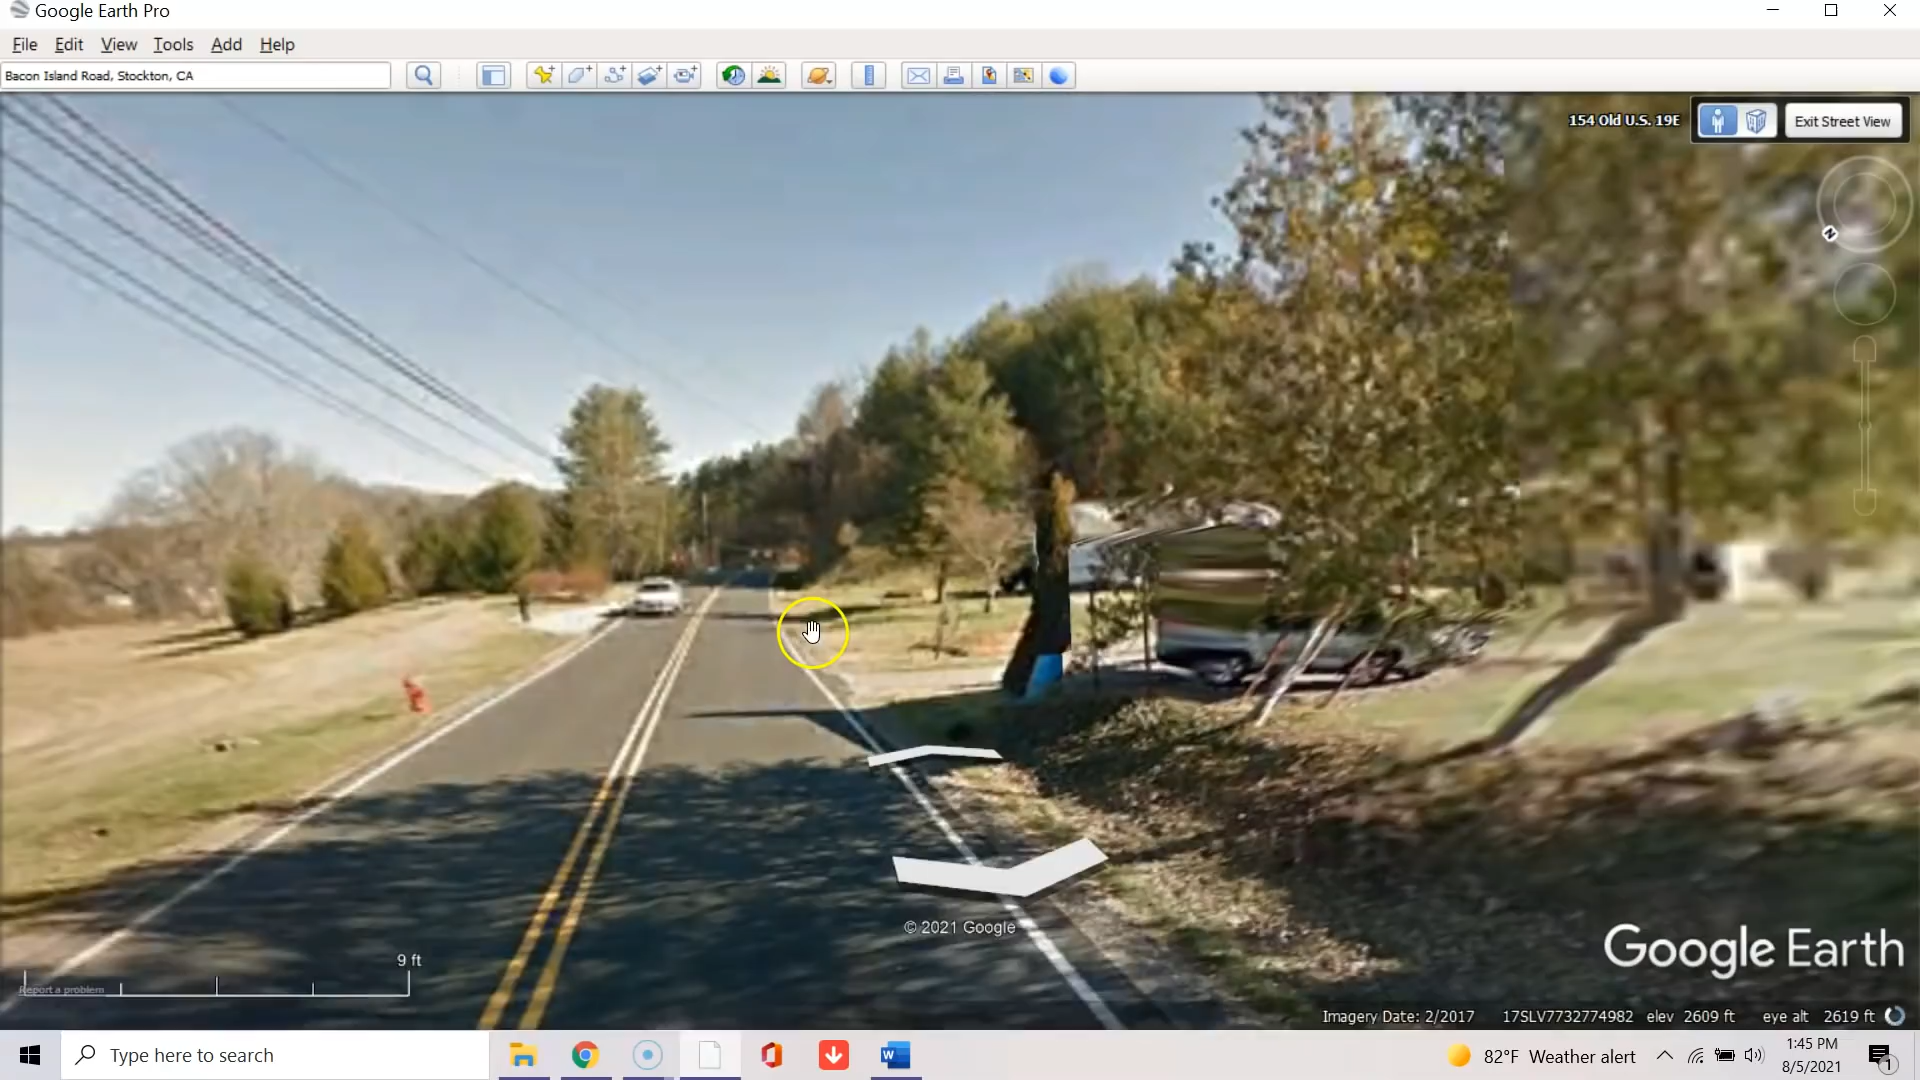 Google Earth Pro
File Edit View Tools Add Help
Bacon Island Road, Stockton, CA
154 Old U.S. 19E
Exit Street View
N
© 2021 Google
9 ft
Report a problem
Google Earth
Imagery Date: 2/2017 17SLV7732774982 elev 2609 ft eye alt 2619 ft
Type here to search
W
82°F Weather alert
1:45 PM
8/5/2021
1